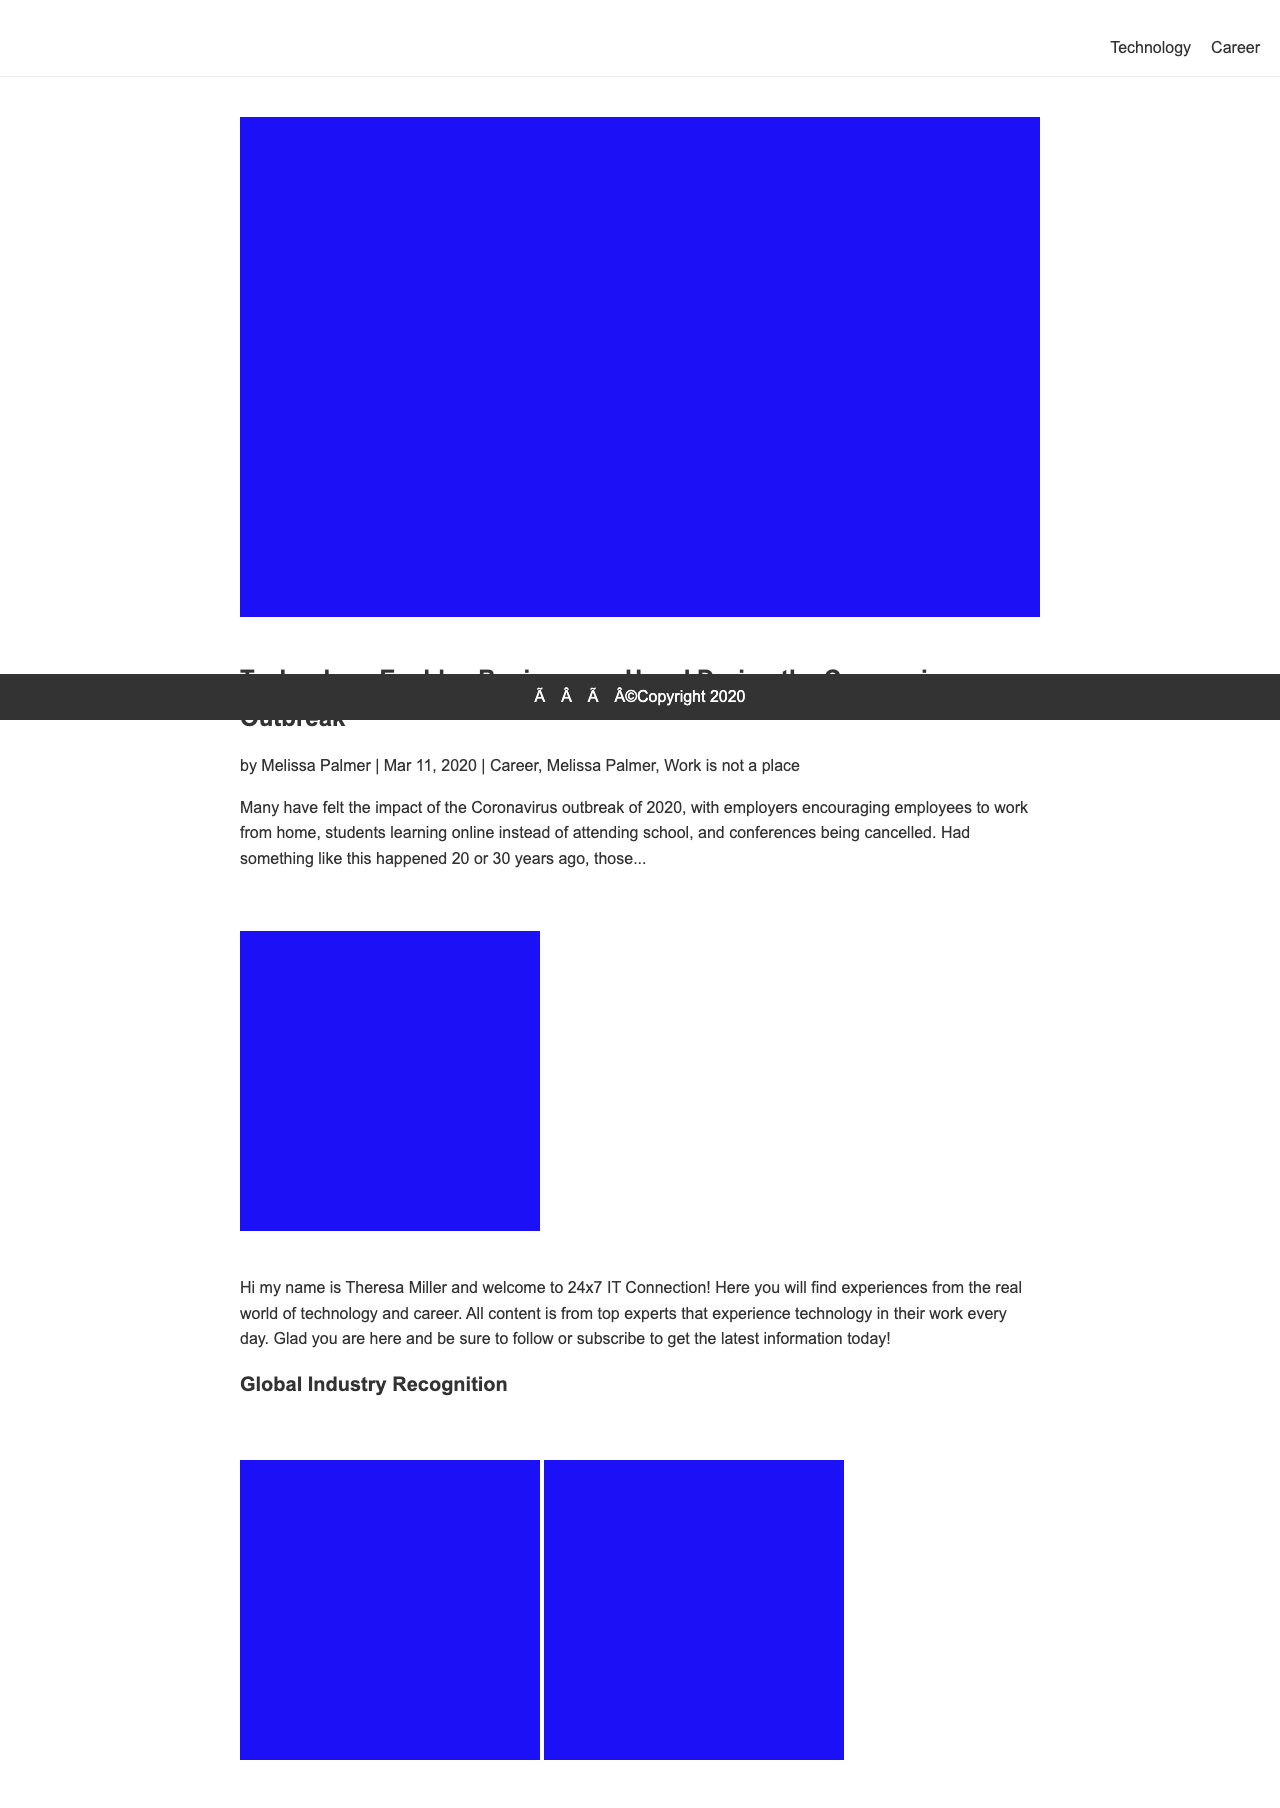 Technology Career
Outbreak
à  Â à ©Copyright 2020
by Melissa Palmer | Mar 11, 2020 | Career, Melissa Palmer, Work is not a place
Many have felt the impact of the Coronavirus outbreak of 2020, with employers encouraging employees to work
from home, students learning online instead of attending school, and conferences being cancelled. Had
something like this happened 20 or 30 years ago, those...
Hi my name is Theresa Miller and welcome to 24x7 IT Connection! Here you will find experiences from the real
world of technology and career. All content is from top experts that experience technology in their work every
day. Glad you are here and be sure to follow or subscribe to get the latest information today!
Global Industry Recognition